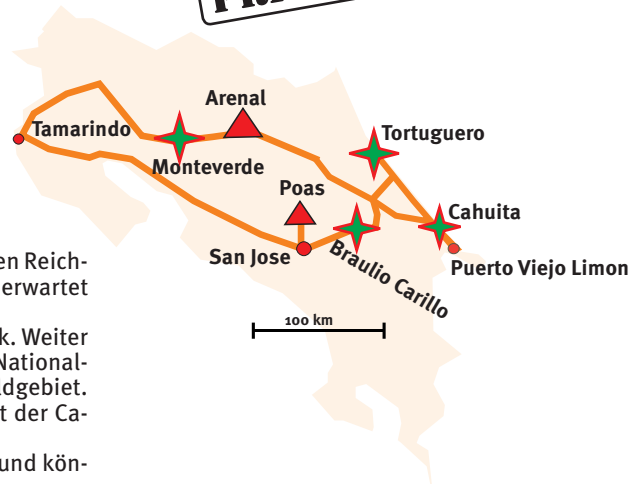 Arenal
Tamarindo
Tortuguero
Monteverde
Poas
Cahuita
San Jose
Braulio Carillo
Puerto Viejo Limon
100 km
en Reich-
erwartet
k. Weiter
National-
ldgebiet.
t der Ca-
und kön-